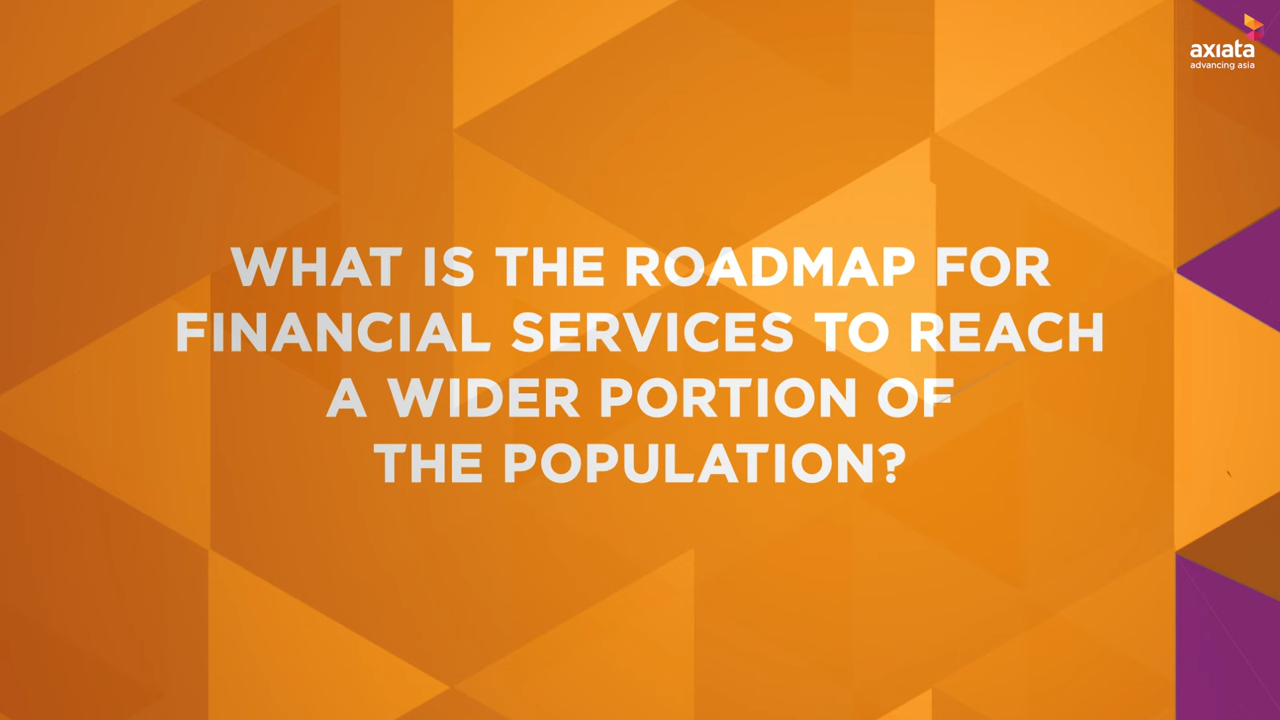 axiata
advancing asia
WHAT IS THE ROADMAP FOR
FINANCIAL SERVICES TO REACH
A WIDER PORTION OF
THE POPULATION?